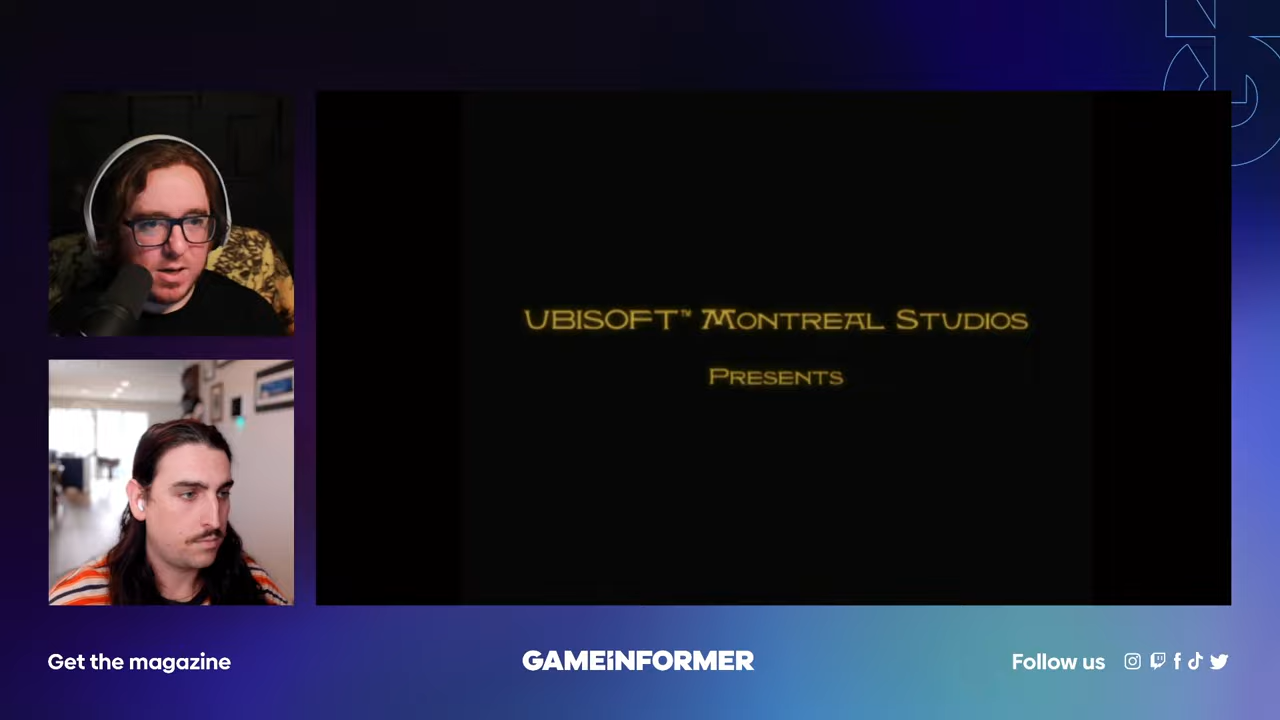 UBISOFT™ MONTREAL STUDIOS
PRESENTS
Get the magazine
GAMEINFORMER
Follow us